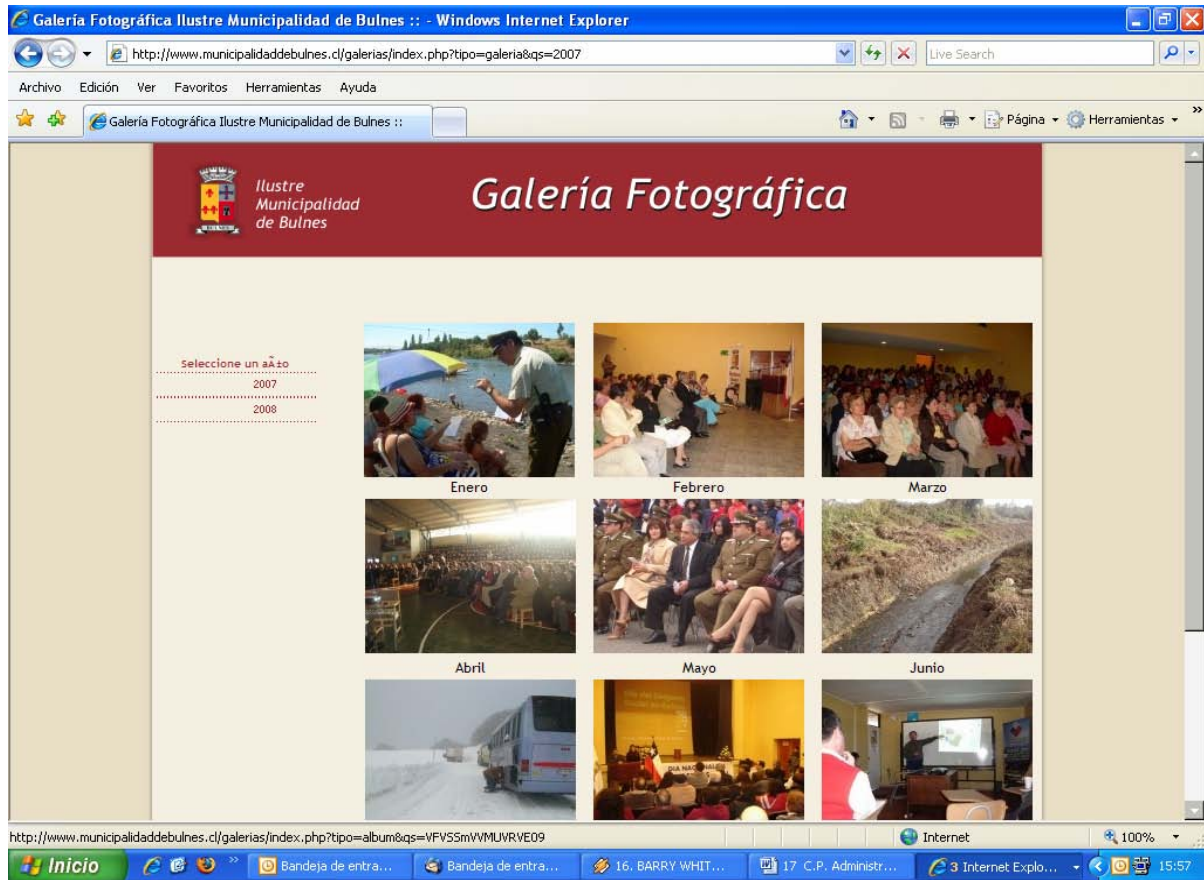 Galería Fotográfica Ilustre Municipalidad de Bulnes :: - Windows Internet Explorer
http://www.municipalidaddebulnes.cl/galerias/index.php?tipo=galeria&qs=2007
Live Search
Archivo Edición Ver Favoritos Herramientas Ayuda
Galería Fotográfica Ilustre Municipalidad de Bulnes ::
Página
Herramientas
Ilustre
Municipalidad
de Bulnes
Galería Fotográfica
BULNES
Seleccione un aÃ±o
2007
2008
Enero Febrero Marzo
Abril Mayo Junio
DIA NACIONAL
http://www.municipalidaddebulnes.cl/galerias/index.php?tipo=album&qs=VFVSSmVVMUVRVE09
Internet
100%
Inicio
Bandeja de entra...
Bandeja de entra...
16. BARRY WHIT...
17 C.P. Administr...
3 Internet Explo...
15:57